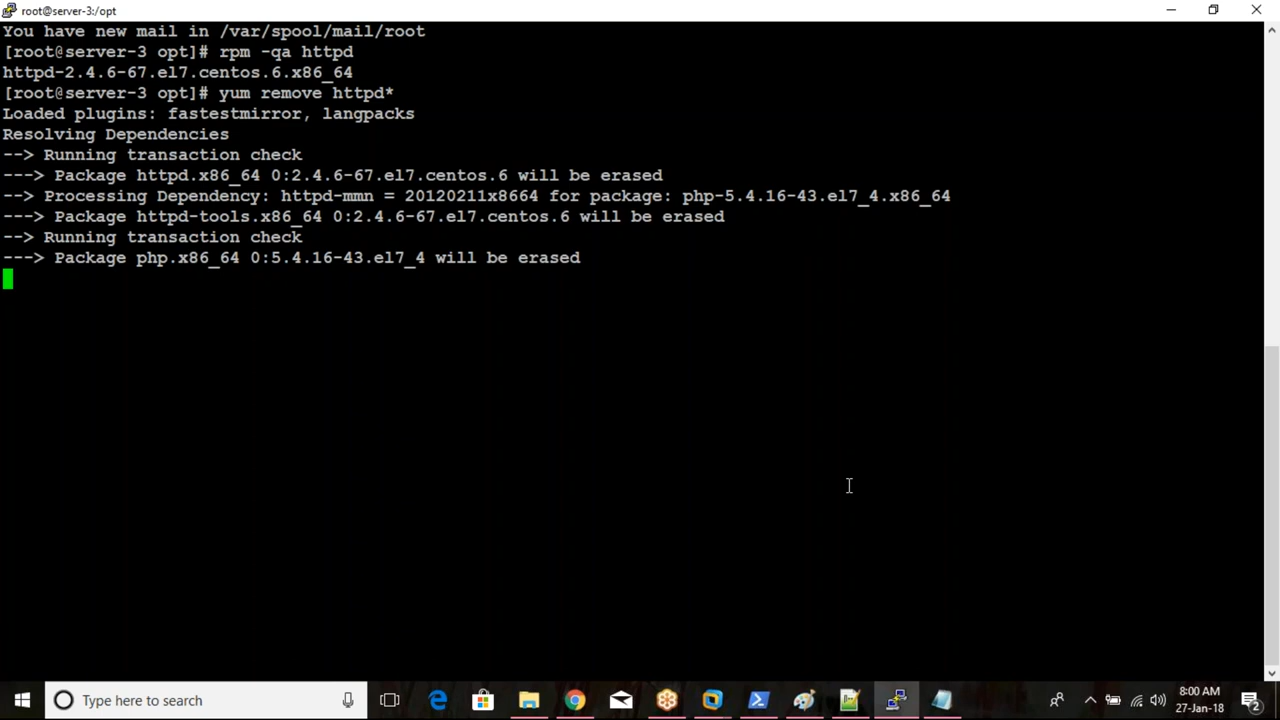 root@server-3:/opt
You have new mail in /var/spool/mail/root
[root@server-3 opt]# rpm -qa httpd
httpd-2.4.6-67.el7.centos.6.x86_64
[root@server-3 opt]# yum remove httpd*
Loaded plugins: fastestmirror, langpacks
Resolving Dependencies
--> Running transaction check
---> Package httpd.x86_64 0:2.4.6-67.el7.centos.6 will be erased
--> Processing Dependency: httpd-mmn = 20120211x8664 for package: php-5.4.16-43.el7_4.x86_64
---> Package httpd-tools.x86_64 0:2.4.6-67.el7.centos.6 will be erased
--> Running transaction check
---> Package php.x86_64 0:5.4.16-43.el7_4 will be erased
Type here to search
8:00 AM
27-Jan-18
2